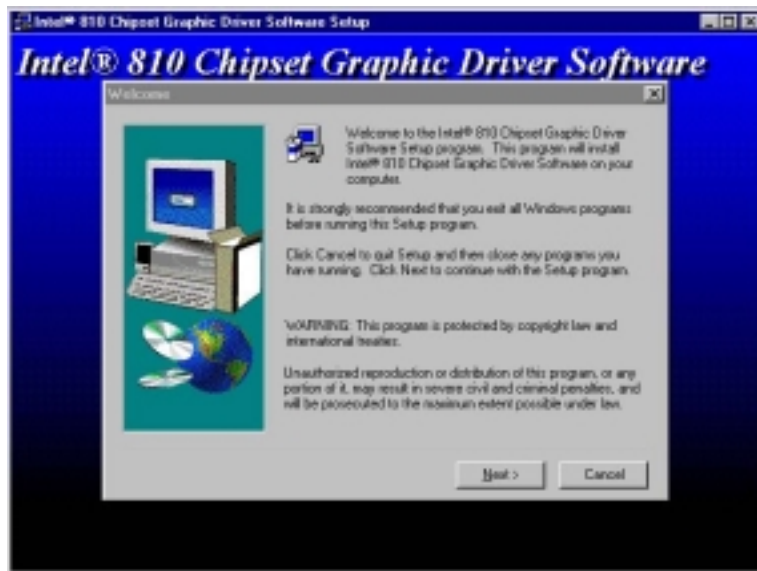 Intel® 810 Chipset Graphic Driver Software Setup
Intel® 810 Chipset Graphic Driver Software
Welcome
Welcome to the Intel® 810 Chipset Graphic Driver
Software Setup program. This program will install
Intel® 810 Chipset Graphic Driver Software on your
computer.
It is strongly recommended that you exit all Windows programs
before running this Setup program.
Click Cancel to quit Setup and then close any programs you
have running. Click Next to continue with the Setup program.
WARNING: This program is protected by copyright law and
international treaties.
Unauthorized reproduction or distribution of this program, or any
portion of it, may result in severe civil and criminal penalties, and
will be prosecuted to the maximum extent possible under law.
Next >
Cancel